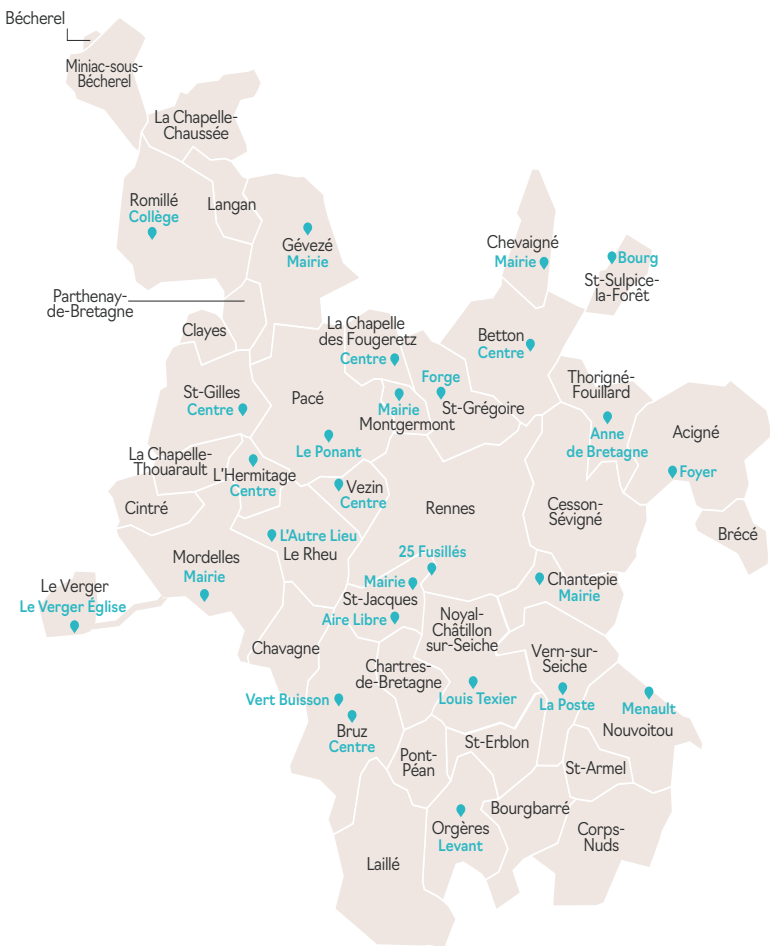 Bécherel
Miniac-sous-
Bécherel
La Chapelle-
Chaussée
Romillé
Collège
Langan
Gévezé
Mairie
Chevaigné
Mairie
Bourg
St-Sulpice-
la-Forêt
Parthenay-
de-Bretagne
Clayes
La Chapelle
des Fougeretz
Centre
Betton
Centre
Forge
St-Grégoire
Thorigné-
Fouillard
Anne
de Bretagne
St-Gilles
Centre
Pacé
Le Ponant
Mairie
Montgermont
Acigné
Foyer
La Chapelle-
Thouarault
L'Hermitage
Centre
Vezin
Centre
Rennes
Cesson-
Sévigné
Brécé
Cintré
L'Autre Lieu
Le Rheu
25 Fusillés
Mordelles
Mairie
Mairie
St-Jacques
Aire Libre
Chantepie
Mairie
Le Verger
Le Verger Église
Noyal-
Châtillon
sur-Seiche
Louis Texier
Chavagne
Chartres-
de-Bretagne
Vern-sur-
Seiche
La Poste
Vert Buisson
Bruz
Centre
Menault
Nouvoitou
Pont-
Péan
St-Erblon
St-Armel
Bourgbarré
Orgères
Levant
Corps-
Nuds
Laillé